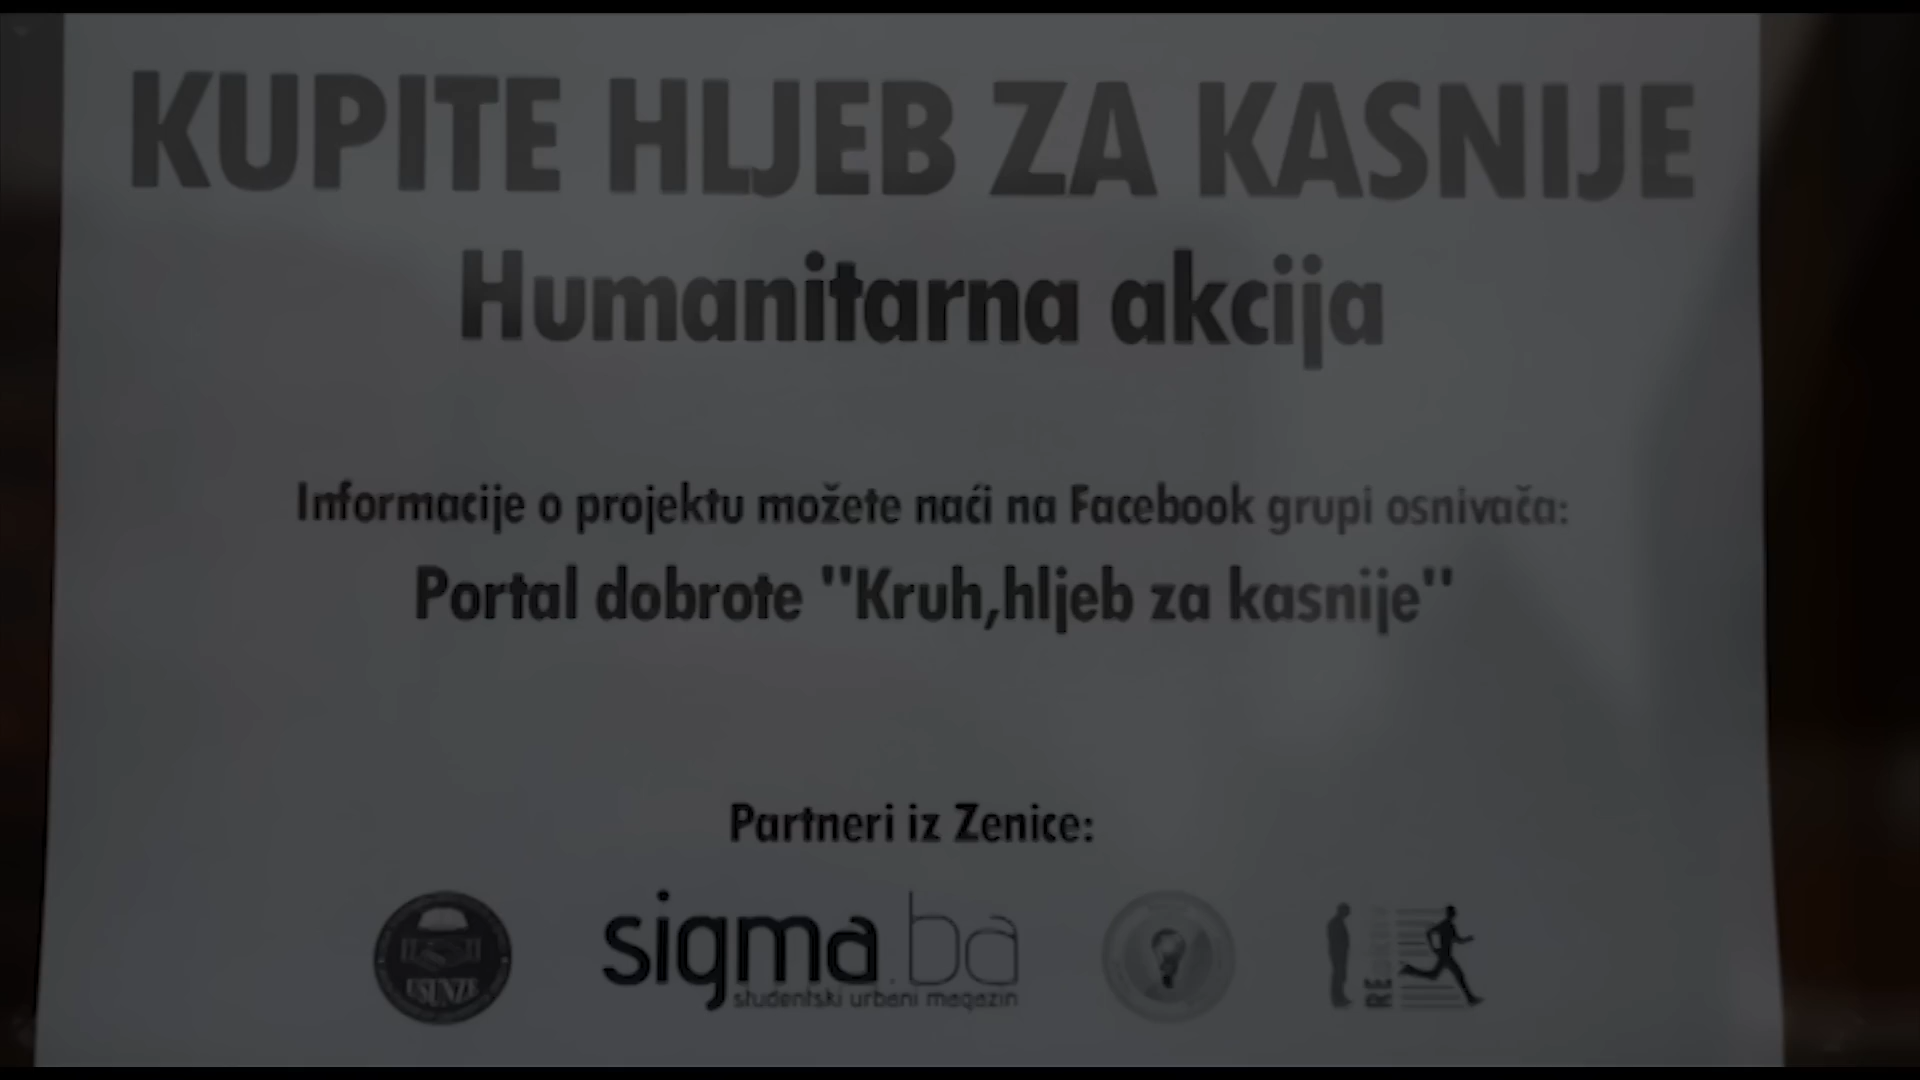 KUPITE HLJEB ZA KASNIJE
Humanitarna akcija
Informacije o projektu možete naći na Facebook grupi osnivača:
Portal dobrote "Kruh,hljeb za kasnije"
Partneri iz Zenice:
USUNZE
sigma.ba
studentski urbani magazin